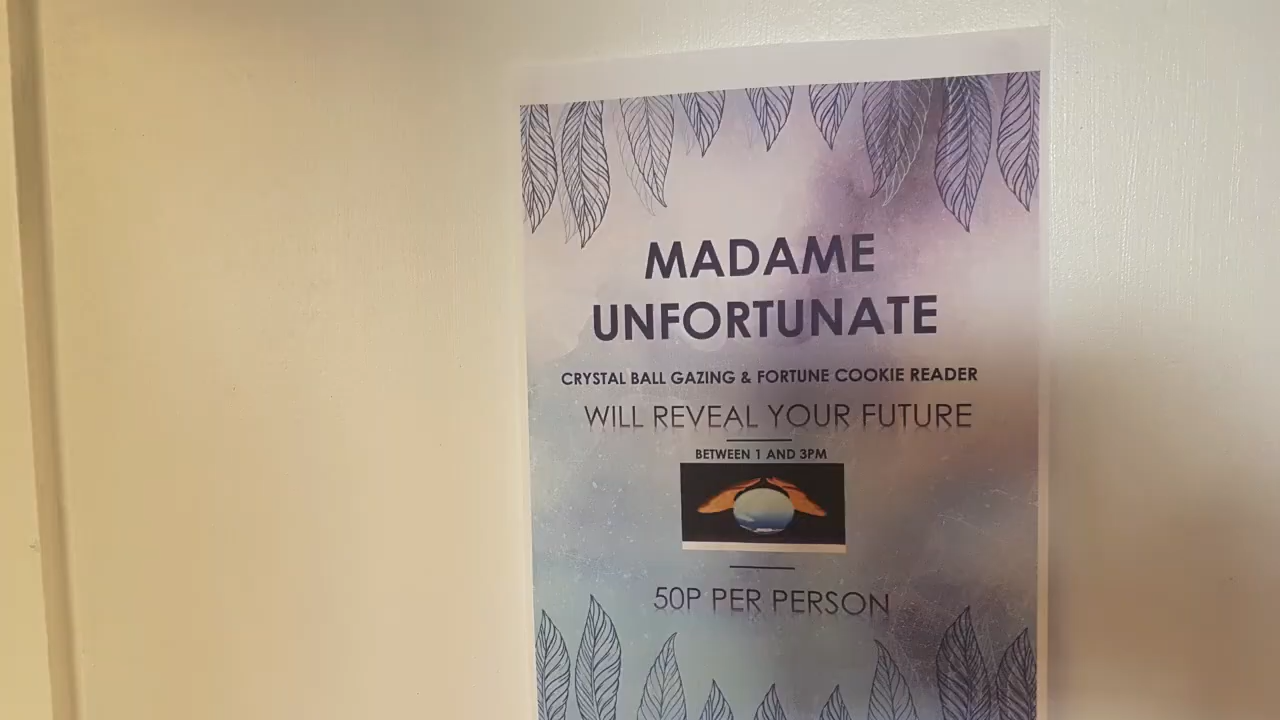 MADAME
UNFORTUNATE
CRYSTAL BALL GAZING & FORTUNE COOKIE READER
WILL REVEAL YOUR FUTURE
BETWEEN 1 AND 3PM
50P PER PERSON